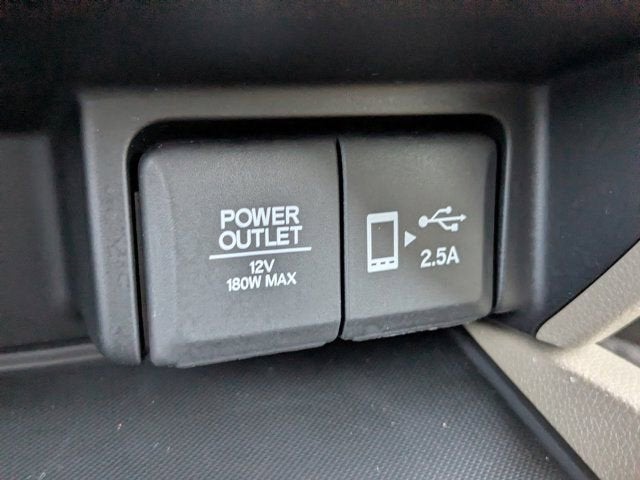 POWER
OUTLET
12V
180W MAX
2.5A